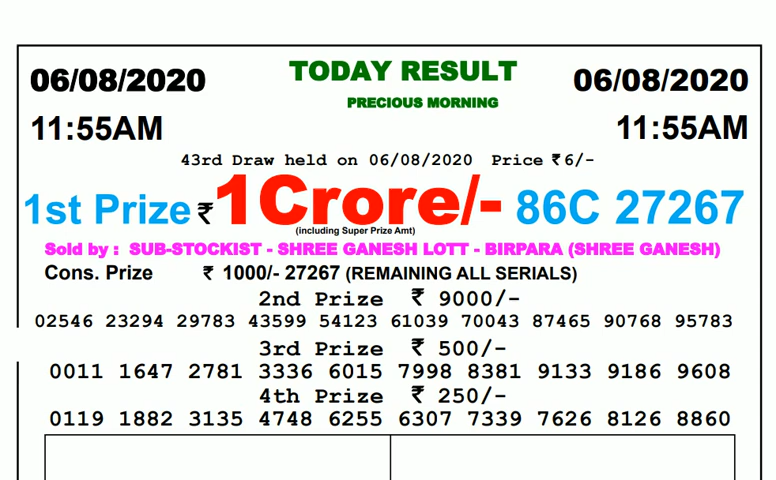 TODAY RESULT
06/08/2020 06/08/2020
PRECIOUS MORNING
11:55AM 11:55AM
43rd Draw held on 06/08/2020 Price ₹6/-
1st Prize ₹1Crore/- 86C 27267
(including Super Prize Amt)
Sold by : SUB-STOCKIST - SHREE GANESH LOTT - BIRPARA (SHREE GANESH)
Cons. Prize ₹ 1000/- 27267 (REMAINING ALL SERIALS)
2nd Prize ₹ 9000/-
02546 23294 29783 43599 54123 61039 70043 87465 90768 95783
3rd Prize ₹ 500/-
0011 1647 2781 3336 6015 7998 8381 9133 9186 9608
4th Prize ₹ 250/-
0119 1882 3135 4748 6255 6307 7339 7626 8126 8860